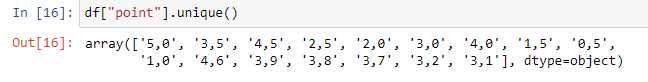 In [16]: df["point"].unique()
Out[16]: array(['5,0', '3,5', '4,5', '2,5', '2,0', '3,0', '4,0', '1,5', '0,5',
'1,0', '4,6', '3,9', '3,8', '3,7', '3,2', '3,1'], dtype=object)